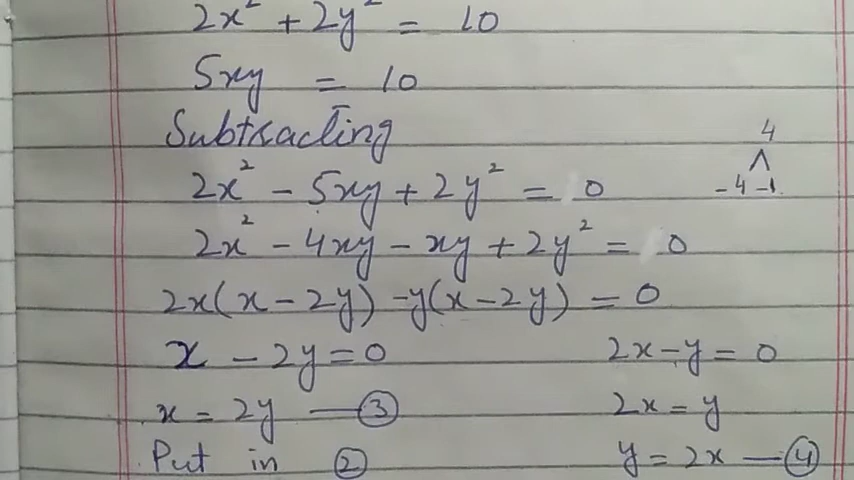 2x² + 2y² = 10
5xy = 10
Subtracting
4
2x² - 5xy + 2y² = 0
-4 -1
2x² - 4xy - xy + 2y² = 0
2x(x - 2y) -y(x - 2y) = 0
x - 2y = 0 2x - y = 0
x = 2y — ③ 2x = y
Put in ② y = 2x — ④